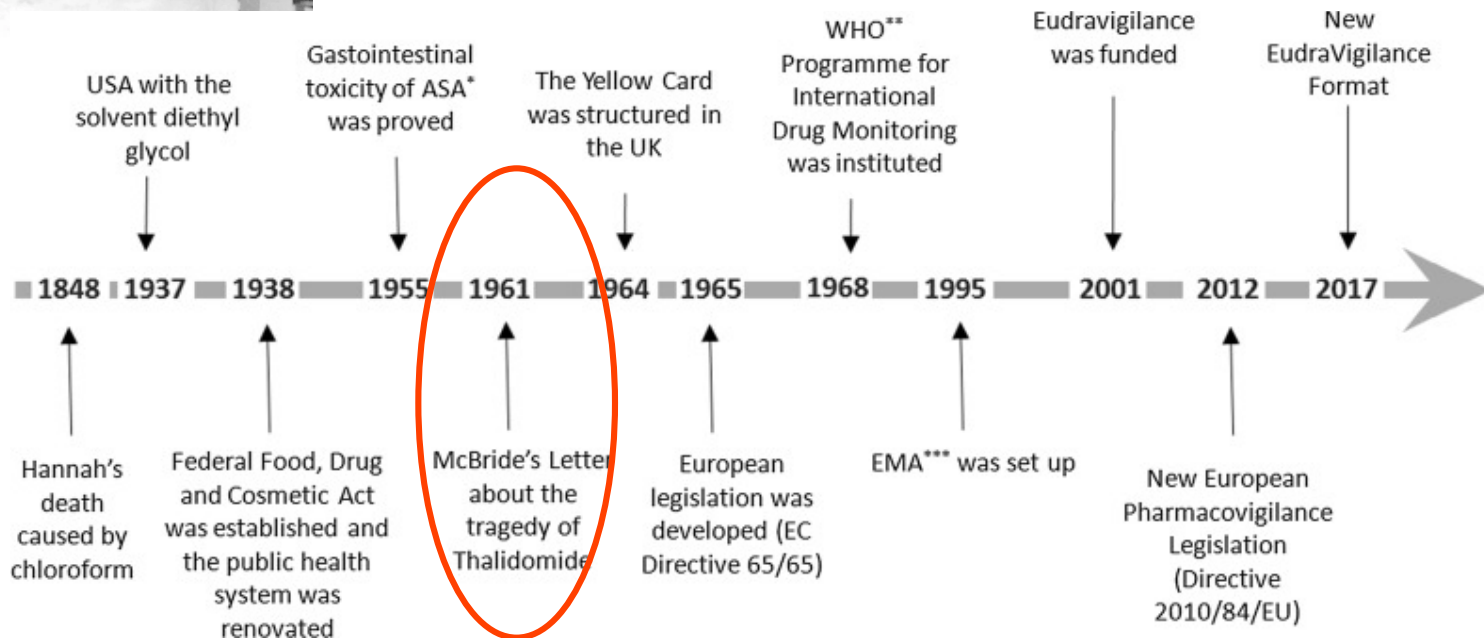 USA with the
solvent diethyl
glycol
Gastointestinal
toxicity of ASA*
was proved
The Yellow Card
was structured in
the UK
WHO**
Programme for
International
Drug Monitoring
was instituted
Eudravigilance
was funded
New
EudraVigilance
Format
1848 1937 1938 1955 1961 1964 1965 1968 1995 2001 2012 2017
Hannah's
death
caused by
chloroform
Federal Food, Drug
and Cosmetic Act
was established and
the public health
system was
renovated
McBride's Letter
about the
tragedy of
Thalidomide
European
legislation was
developed (EC
Directive 65/65)
EMA*** was set up
New European
Pharmacovigilance
Legislation
(Directive
2010/84/EU)